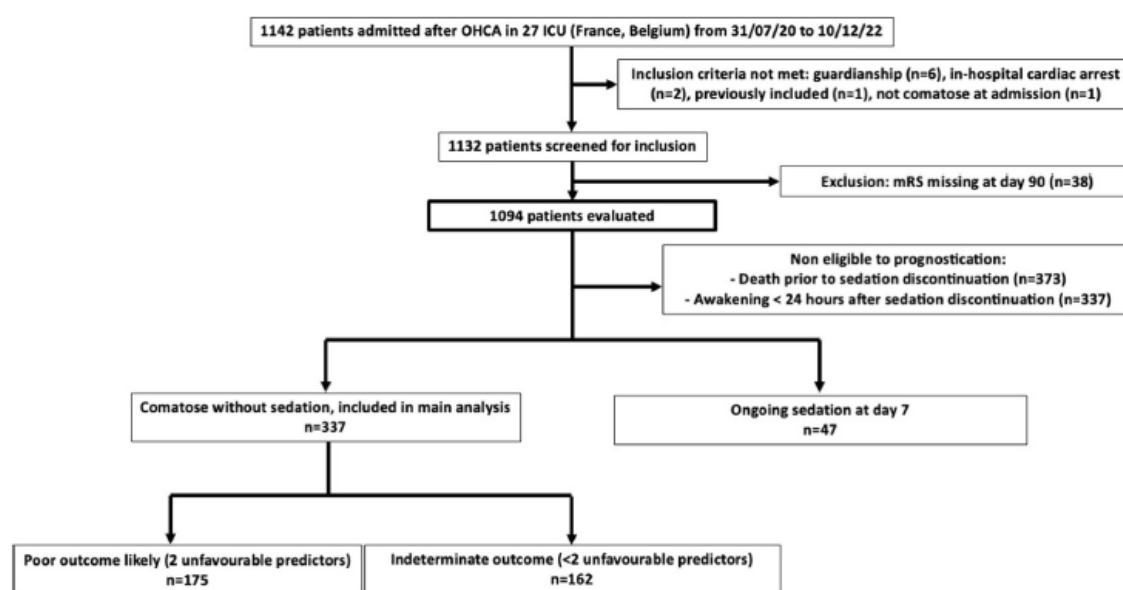 1142 patients admitted after OHCA in 27 ICU (France, Belgium) from 31/07/20 to 10/12/22
Inclusion criteria not met: guardianship (n=6), in-hospital cardiac arrest
(n=2), previously included (n=1), not comatose at admission (n=1)
1132 patients screened for inclusion
Exclusion: mRS missing at day 90 (n=38)
1094 patients evaluated
Non eligible to prognostication:
- Death prior to sedation discontinuation (n=373)
- Awakening < 24 hours after sedation discontinuation (n=337)
Comatose without sedation, included in main analysis
n=337
Ongoing sedation at day 7
n=47
Poor outcome likely (2 unfavourable predictors)
n=175
Indeterminate outcome (<2 unfavourable predictors)
n=162